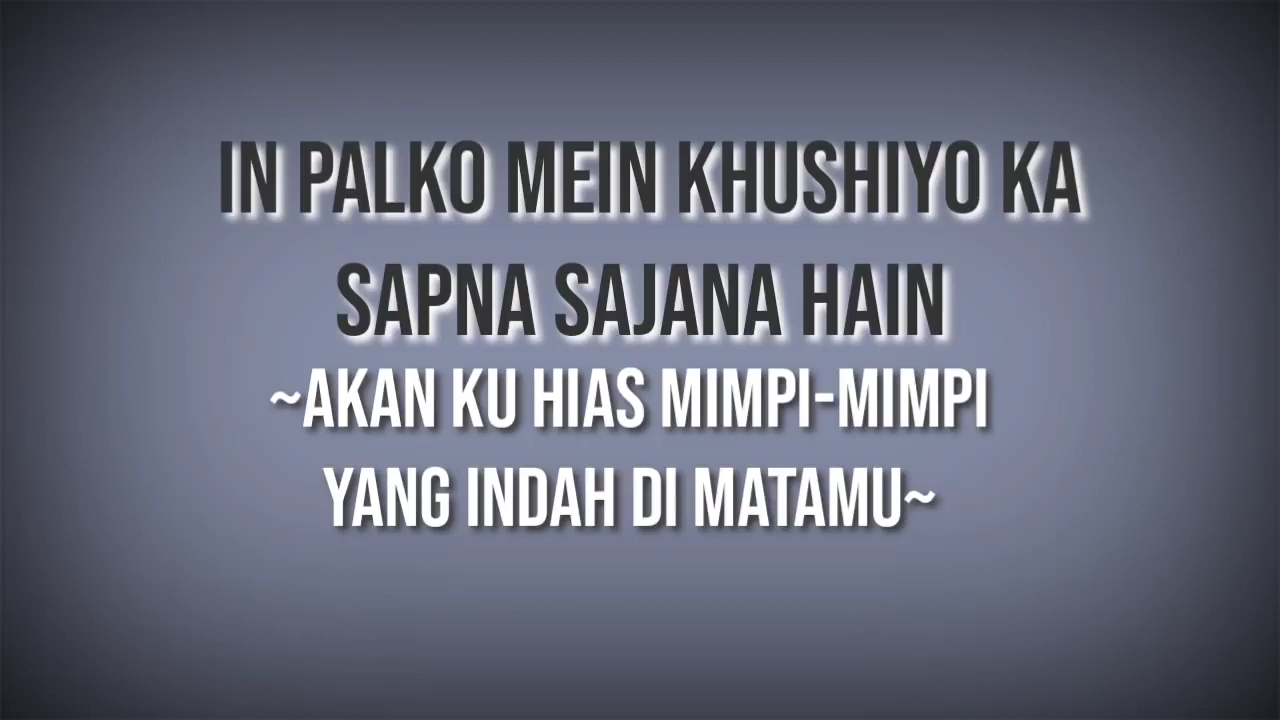 IN PALKO MEIN KHUSHIYO KA
SAPNA SAJANA HAIN
~AKAN KU HIAS MIMPI-MIMPI
YANG INDAH DI MATAMU~